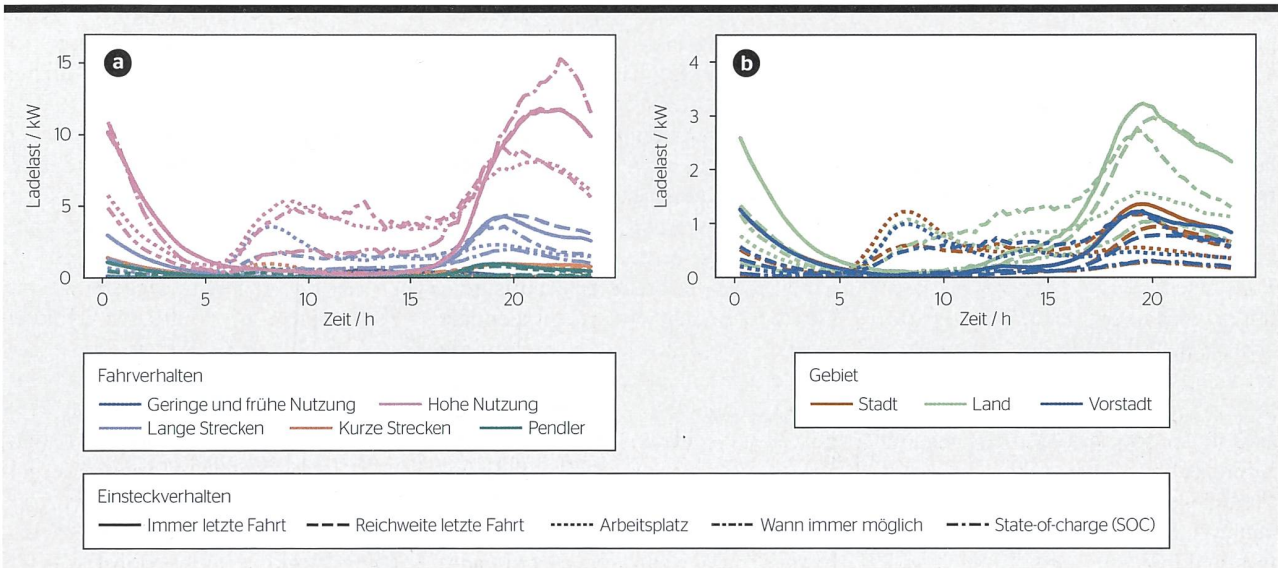 a
b
15
10
5
0
Ladelast / kW
0
5
10
15
20
Zeit / h
4
3
2
1
0
Ladelast / kW
0
5
10
15
20
Zeit / h
Fahrverhalten
Geringe und frühe Nutzung
Hohe Nutzung
Lange Strecken
Kurze Strecken
Pendler
Gebiet
Stadt
Land
Vorstadt
Einsteckverhalten
Immer letzte Fahrt
Reichweite letzte Fahrt
Arbeitsplatz
Wann immer möglich
State-of-charge (SOC)